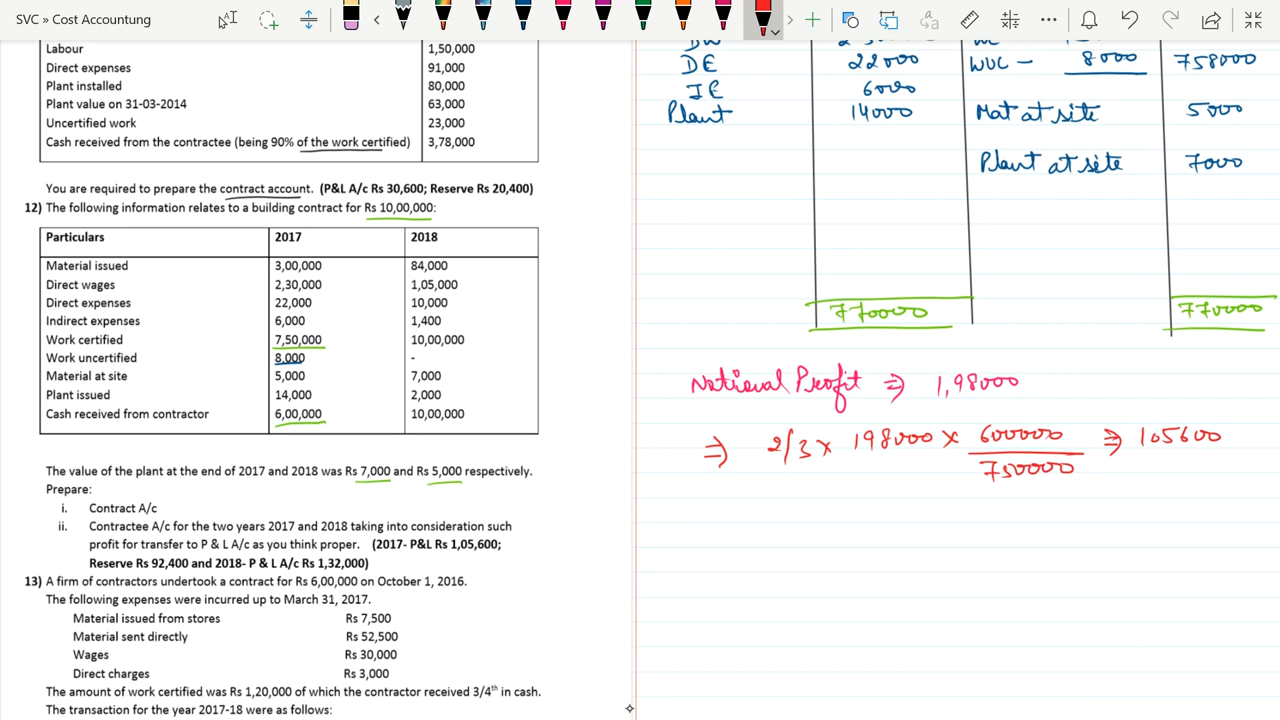 SVC » Cost Accountung
Labour 1,50,000
Direct expenses 91,000
Plant installed 80,000
Plant value on 31-03-2014 63,000
Uncertified work 23,000
Cash received from the contractee (being 90% of the work certified) 3,78,000
You are required to prepare the contract account. (P&L A/c Rs 30,600; Reserve Rs 20,400)
12) The following information relates to a building contract for Rs 10,00,000:
Particulars 2017 2018
Material issued 3,00,000 84,000
Direct wages 2,30,000 1,05,000
Direct expenses 22,000 10,000
Indirect expenses 6,000 1,400
Work certified 7,50,000 10,00,000
Work uncertified 8,000 -
Material at site 5,000 7,000
Plant issued 14,000 2,000
Cash received from contractor 6,00,000 10,00,000
The value of the plant at the end of 2017 and 2018 was Rs 7,000 and Rs 5,000 respectively.
Prepare:
i. Contract A/c
ii. Contractee A/c for the two years 2017 and 2018 taking into consideration such
profit for transfer to P & L A/c as you think proper. (2017- P&L Rs 1,05,600;
Reserve Rs 92,400 and 2018- P & L A/c Rs 1,32,000)
13) A firm of contractors undertook a contract for Rs 6,00,000 on October 1, 2016.
The following expenses were incurred up to March 31, 2017.
Material issued from stores Rs 7,500
Material sent directly Rs 52,500
Wages Rs 30,000
Direct charges Rs 3,000
The amount of work certified was Rs 1,20,000 of which the contractor received 3/4th in cash.
The transaction for the year 2017-18 were as follows:
DE 22000 WUC - 8000 758000
IE 6000
Plant 14000 Mat at site 5000
Plant at site 7000
770000 770000
National Profit ⇒ 1,98000
⇒ 2/3 × 198000 × 600000 ⇒ 105600
750000